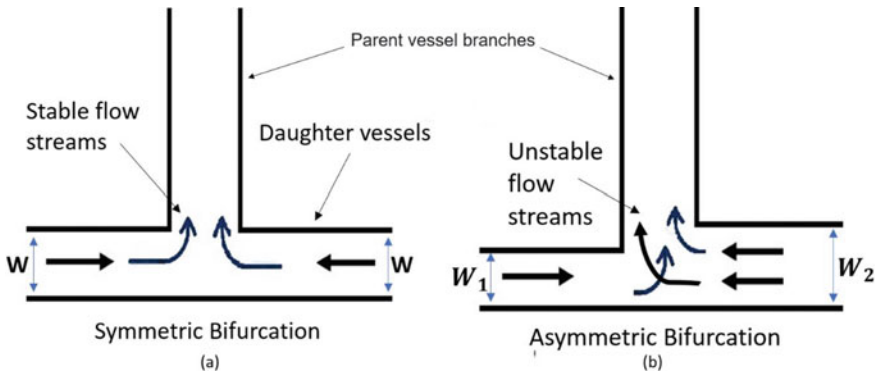 Parent vessel branches
Stable flow
streams
Daughter vessels
W
W
Symmetric Bifurcation
(a)
Unstable
flow
streams
W₁
W₂
Asymmetric Bifurcation
(b)